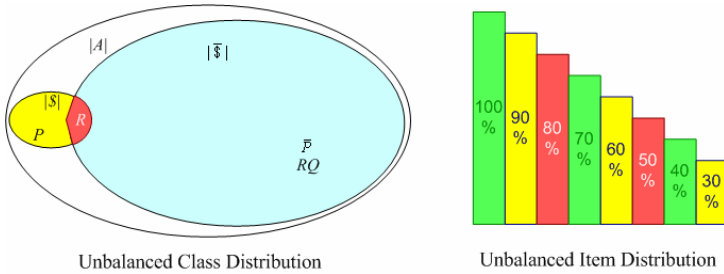 |A|
|$̅|
|$|
R
P
P̅
RQ
Unbalanced Class Distribution
100
%
90
%
80
%
70
%
60
%
50
%
40
%
30
%
Unbalanced Item Distribution